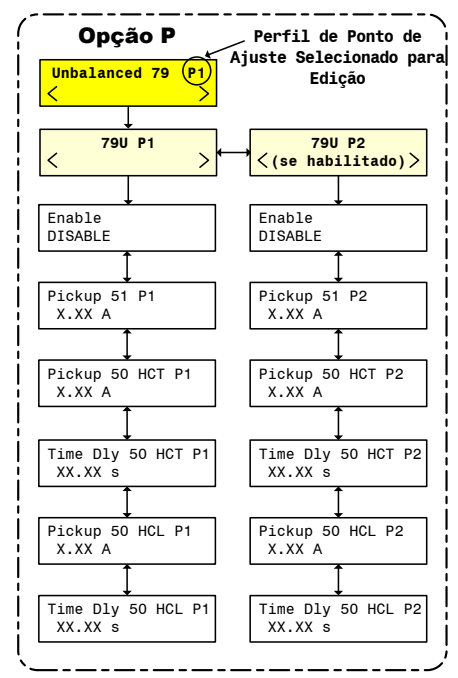 Opção P
Perfil de Ponto de
Ajuste Selecionado para
Edição
Unbalanced 79 P1
< >
79U P1
< >
79U P2
<(se habilitado)>
Enable
DISABLE
Enable
DISABLE
Pickup 51 P1
X.XX A
Pickup 51 P2
X.XX A
Pickup 50 HCT P1
X.XX A
Pickup 50 HCT P2
X.XX A
Time Dly 50 HCT P1
XX.XX s
Time Dly 50 HCT P2
XX.XX s
Pickup 50 HCL P1
X.XX A
Pickup 50 HCL P2
X.XX A
Time Dly 50 HCL P1
XX.XX s
Time Dly 50 HCL P2
XX.XX s